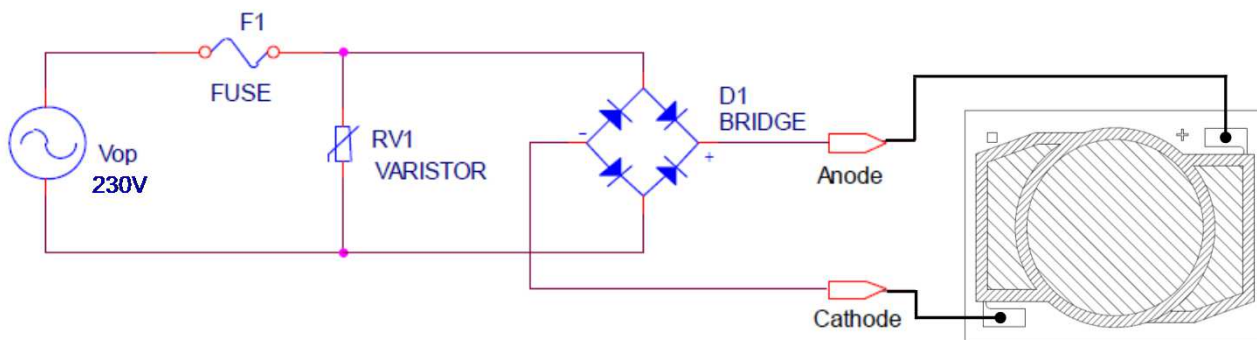 F1
FUSE
Vop
230V
RV1
VARISTOR
D1
BRIDGE
-
+
Anode
Cathode
+